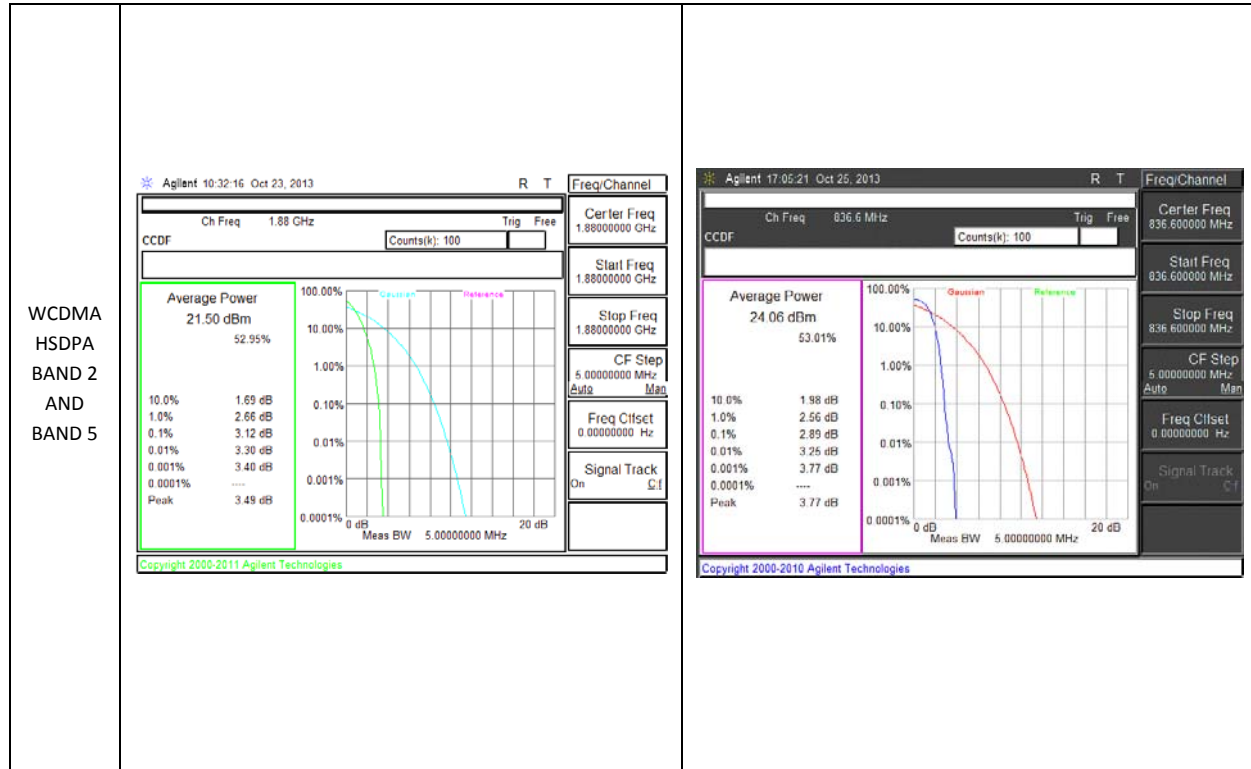 WCDMA
HSDPA
BAND 2
AND
BAND 5
Agilent 10:32:16 Oct 23, 2013 R T
Ch Freq 1.88 GHz Trig Free
CCDF Counts(k): 100
Average Power
21.50 dBm
52.95%
10.0% 1.69 dB
1.0% 2.66 dB
0.1% 3.12 dB
0.01% 3.30 dB
0.001% 3.40 dB
0.0001% ----
Peak 3.49 dB
Gaussian Reference
100.00%
10.00%
1.00%
0.10%
0.01%
0.001%
0.0001%
0 dB 20 dB
Meas BW 5.00000000 MHz
Copyright 2000-2011 Agilent Technologies
Freq/Channel
Center Freq
1.88000000 GHz
Start Freq
1.88000000 GHz
Stop Freq
1.88000000 GHz
CF Step
5.00000000 MHz
Auto Man
Freq Offset
0.00000000 Hz
Signal Track
On Off
Agilent 17:05:21 Oct 25, 2013 R T
Ch Freq 836.6 MHz Trig Free
CCDF Counts(k): 100
Average Power
24.06 dBm
53.01%
10.0% 1.98 dB
1.0% 2.56 dB
0.1% 2.89 dB
0.01% 3.25 dB
0.001% 3.77 dB
0.0001% ----
Peak 3.77 dB
Gaussian Reference
100.00%
10.00%
1.00%
0.10%
0.01%
0.001%
0.0001%
0 dB 20 dB
Meas BW 5.00000000 MHz
Copyright 2000-2010 Agilent Technologies
Freq/Channel
Center Freq
836.600000 MHz
Start Freq
836.600000 MHz
Stop Freq
836.600000 MHz
CF Step
5.00000000 MHz
Auto Man
Freq Offset
0.00000000 Hz
Signal Track
On Off